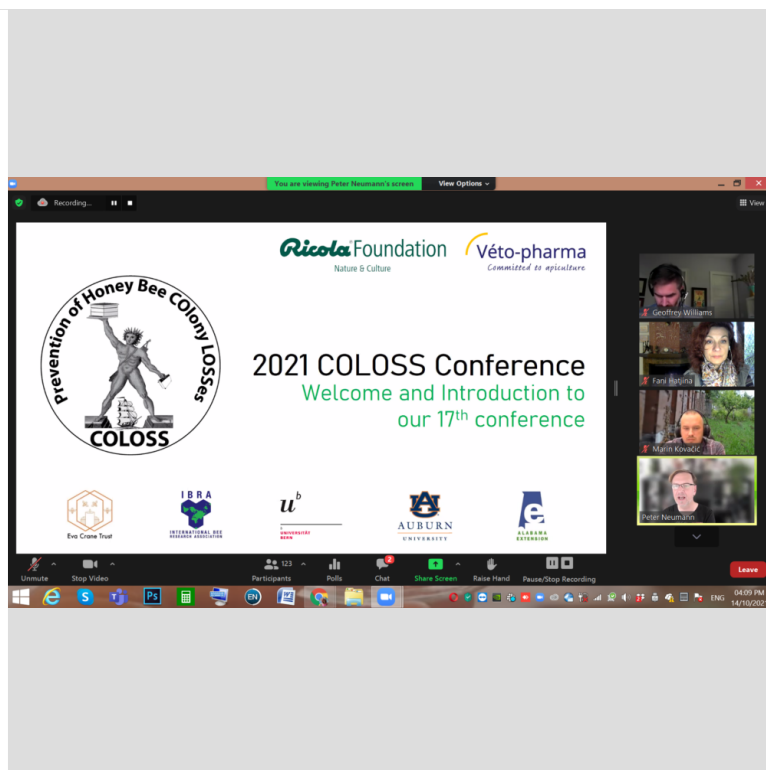 You are viewing Peter Neumann's screen
View Options
Recording...
View
Ricola Foundation
Nature & Culture
Véto-pharma
Committed to apiculture
Prevention of Honey Bee COlony LOSSes
COLOSS
2021 COLOSS Conference
Welcome and Introduction to
our 17th conference
Eva Crane Trust
IBRA
INTERNATIONAL BEE
RESEARCH ASSOCIATION
u b
b
UNIVERSITÄT
BERN
AU
AUBURN
UNIVERSITY
ALABAMA
EXTENSION
Geoffrey Williams
Fani Hatjina
Marin Kovačić
Peter Neumann
Unmute
Stop Video
123
Participants
Polls
2
Chat
Share Screen
Raise Hand
Pause/Stop Recording
Leave
Ps
EN
ENG
04:09 PM
14/10/2021